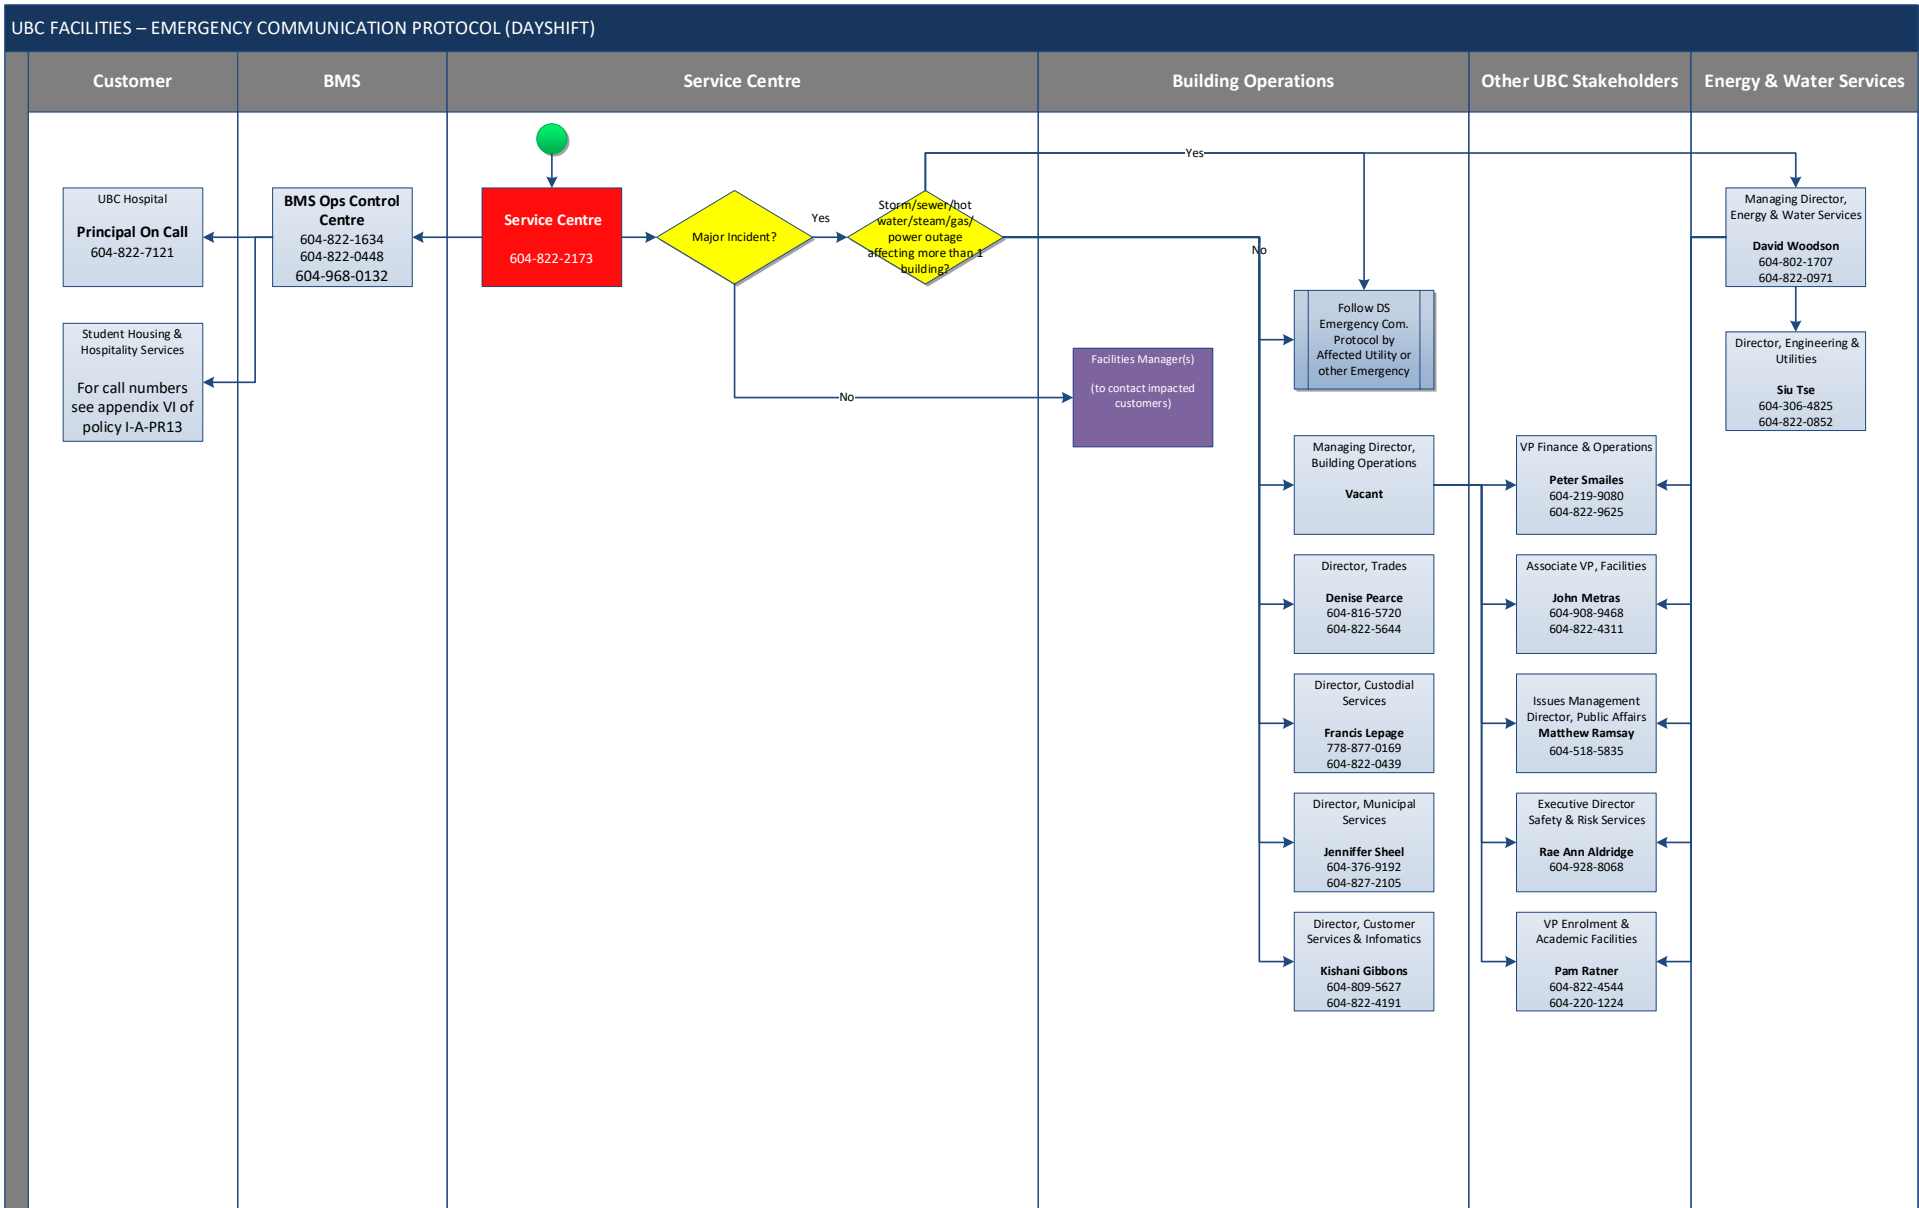 UBC FACILITIES – EMERGENCY COMMUNICATION PROTOCOL (DAYSHIFT)
Customer
BMS
Service Centre
Building Operations
Other UBC Stakeholders
Energy & Water Services
UBC Hospital
Principal On Call
604-822-7121
Student Housing &
Hospitality Services
For call numbers
see appendix VI of
policy I-A-PR13
BMS Ops Control
Centre
604-822-1634
604-822-0448
604-968-0132
Service Centre
604-822-2173
Major Incident?
Yes
No
Storm/sewer/hot
water/steam/gas/
power outage
affecting more than 1
building?
Yes
No
Facilities Manager(s)
(to contact impacted
customers)
Follow DS
Emergency Com.
Protocol by
Affected Utility or
other Emergency
Managing Director,
Building Operations
Vacant
Director, Trades
Denise Pearce
604-816-5720
604-822-5644
Director, Custodial
Services
Francis Lepage
778-877-0169
604-822-0439
Director, Municipal
Services
Jenniffer Sheel
604-376-9192
604-827-2105
Director, Customer
Services & Infomatics
Kishani Gibbons
604-809-5627
604-822-4191
VP Finance & Operations
Peter Smailes
604-219-9080
604-822-9625
Associate VP, Facilities
John Metras
604-908-9468
604-822-4311
Issues Management
Director, Public Affairs
Matthew Ramsay
604-518-5835
Executive Director
Safety & Risk Services
Rae Ann Aldridge
604-928-8068
VP Enrolment &
Academic Facilities
Pam Ratner
604-822-4544
604-220-1224
Managing Director,
Energy & Water Services
David Woodson
604-802-1707
604-822-0971
Director, Engineering &
Utilities
Siu Tse
604-306-4825
604-822-0852